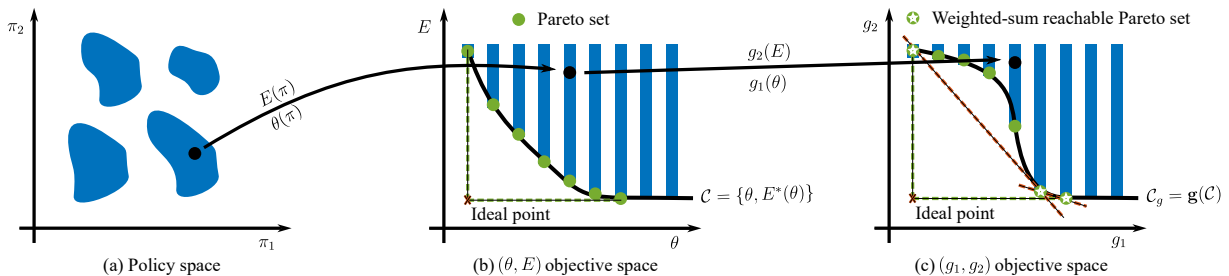 π₂
π₁
(a) Policy space
E(π)
θ(π)
E
Pareto set
Ideal point
θ
𝒞 = {θ, E*(θ)}
(b) (θ, E) objective space
g₂(E)
g₁(θ)
g₂
Weighted-sum reachable Pareto set
Ideal point
g₁
𝒞_g = 𝐠(𝒞)
(c) (g₁, g₂) objective space